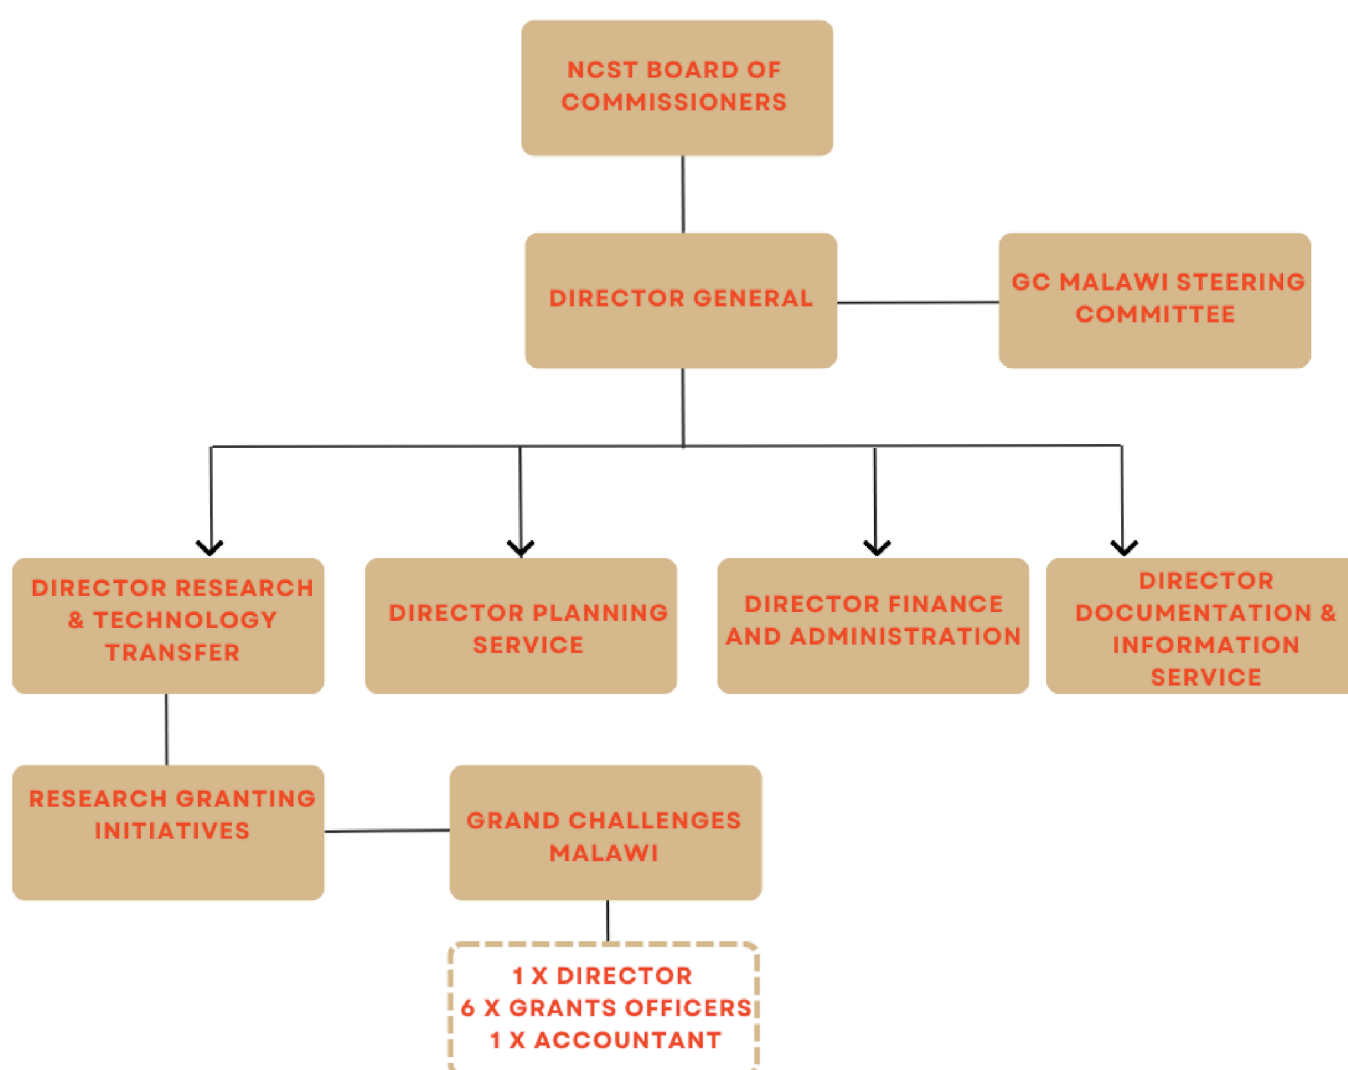 NCST BOARD OF
COMMISSIONERS
DIRECTOR GENERAL
GC MALAWI STEERING
COMMITTEE
DIRECTOR RESEARCH
& TECHNOLOGY
TRANSFER
DIRECTOR PLANNING
SERVICE
DIRECTOR FINANCE
AND ADMINISTRATION
DIRECTOR
DOCUMENTATION &
INFORMATION
SERVICE
RESEARCH GRANTING
INITIATIVES
GRAND CHALLENGES
MALAWI
1 X DIRECTOR
6 X GRANTS OFFICERS
1 X ACCOUNTANT